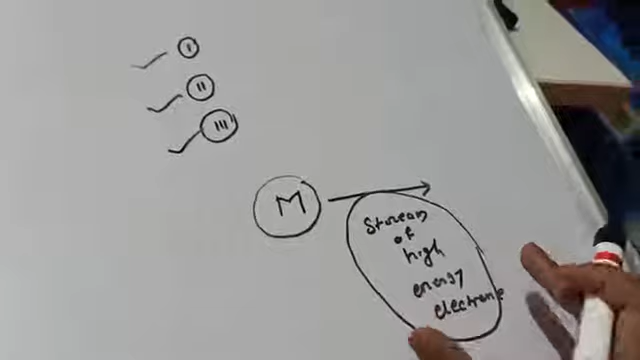 I
II
III
M
Stream
of
high
energy
electrons